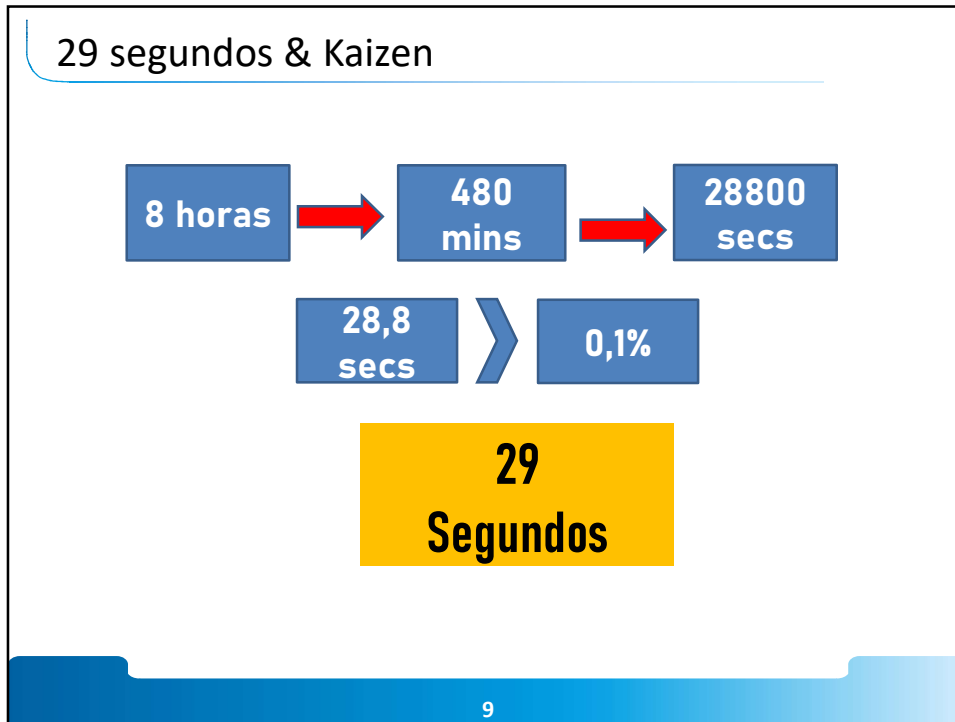 29 segundos & Kaizen
8 horas
480
mins
28800
secs
28,8
secs
0,1%
29
Segundos
9